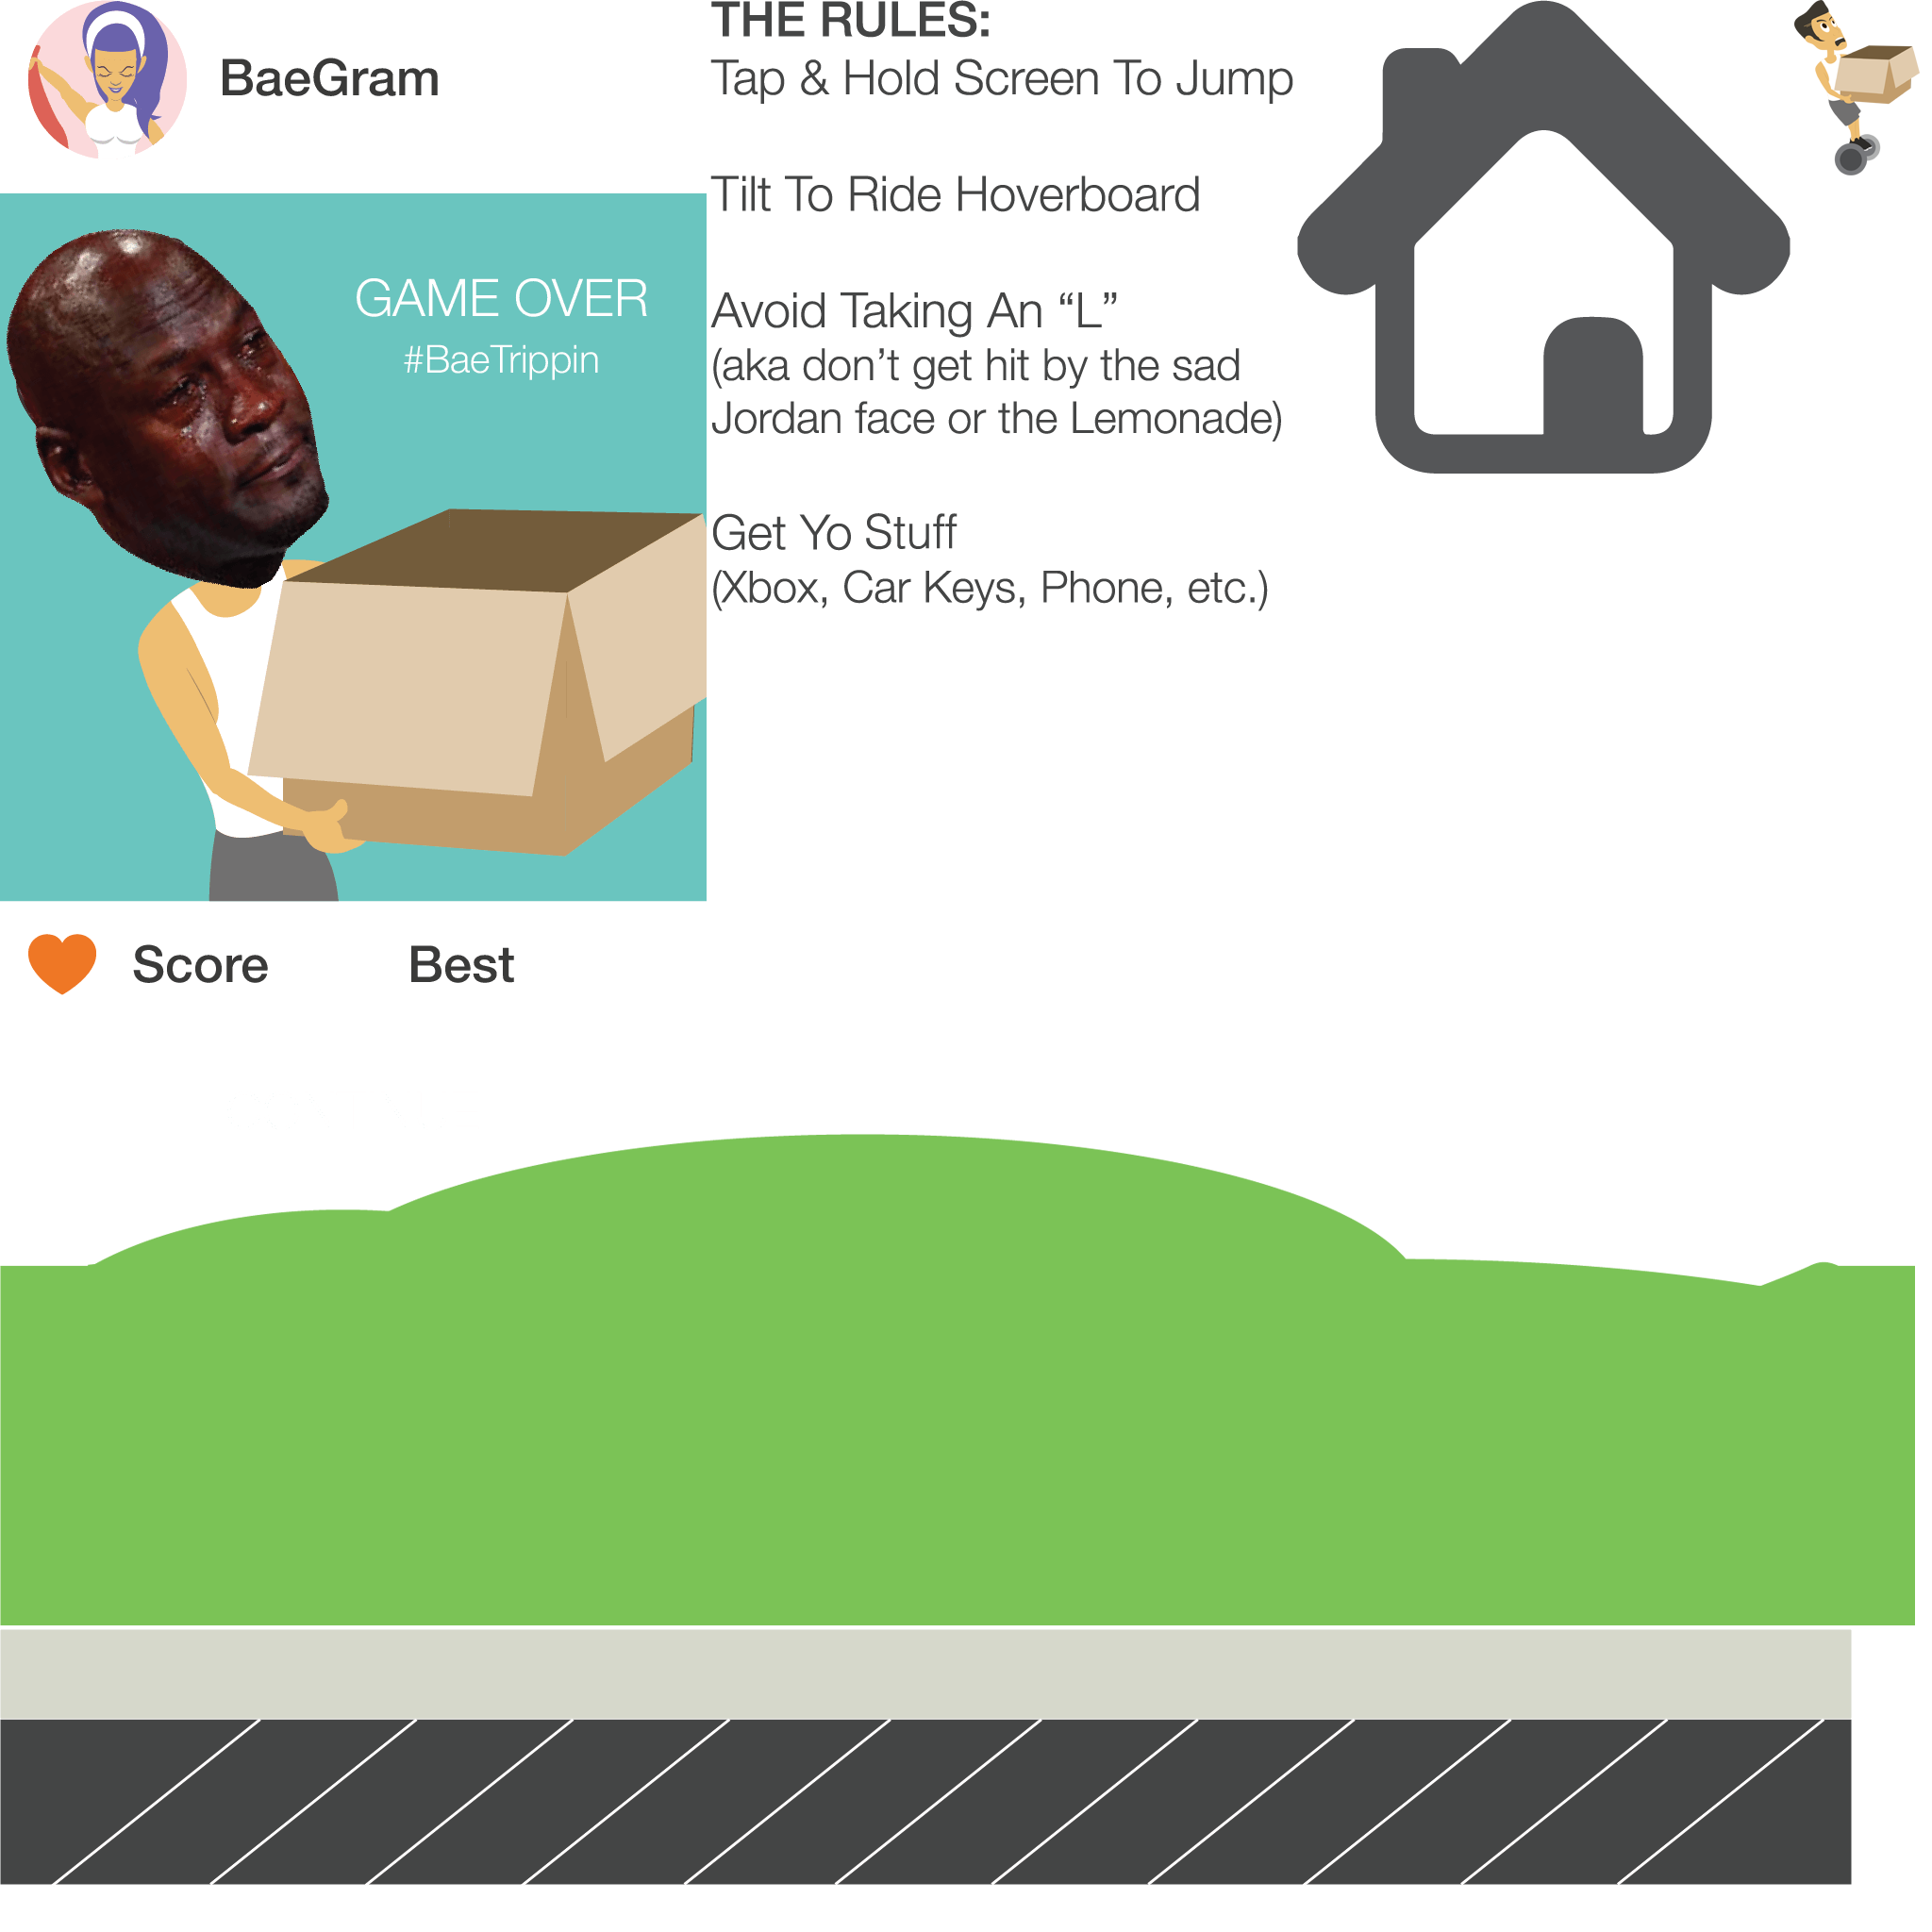 BaeGram
GAME OVER
#BaeTrippin
Score Best
THE RULES:
Tap & Hold Screen To Jump
Tilt To Ride Hoverboard
Avoid Taking An “L”
(aka don’t get hit by the sad
Jordan face or the Lemonade)
Get Yo Stuff
(Xbox, Car Keys, Phone, etc.)